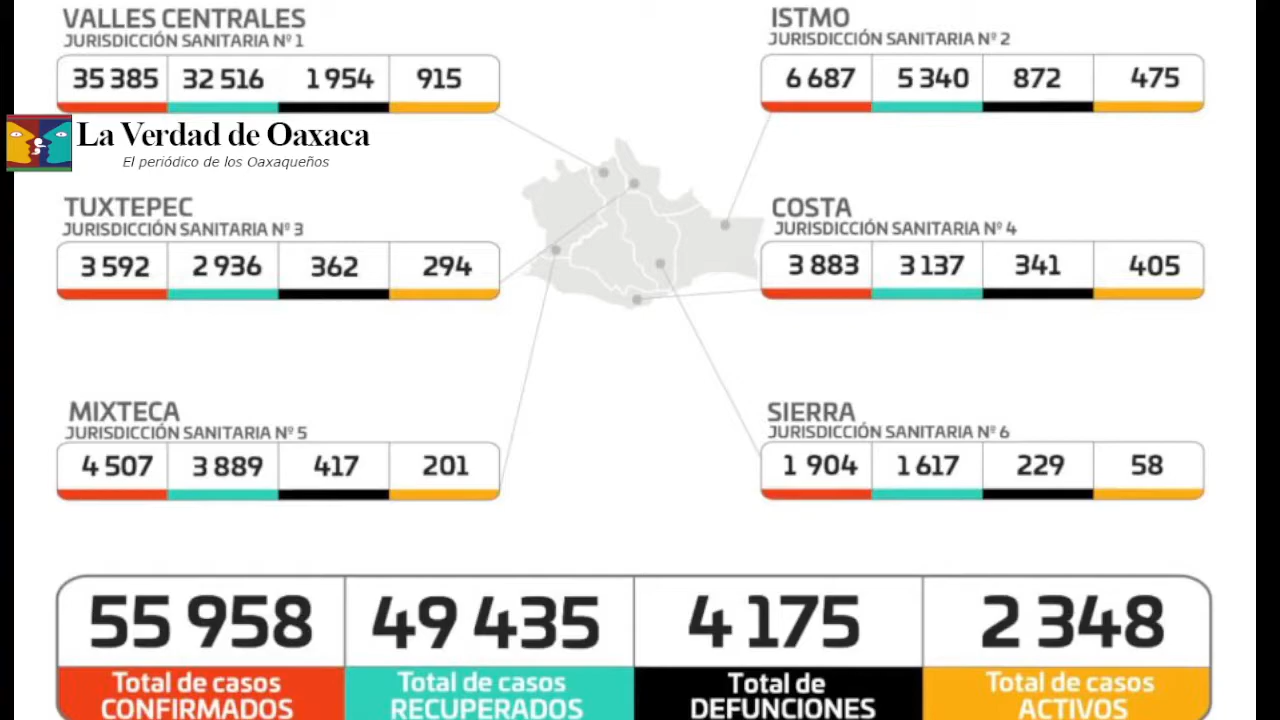 VALLES CENTRALES
JURISDICCIÓN SANITARIA Nº 1
35 385 32 516 1 954 915
ISTMO
JURISDICCIÓN SANITARIA Nº 2
6 687 5 340 872 475
La Verdad de Oaxaca
El periódico de los Oaxaqueños
TUXTEPEC
JURISDICCIÓN SANITARIA Nº 3
3 592 2 936 362 294
COSTA
JURISDICCIÓN SANITARIA Nº 4
3 883 3 137 341 405
MIXTECA
JURISDICCIÓN SANITARIA Nº 5
4 507 3 889 417 201
SIERRA
JURISDICCIÓN SANITARIA Nº 6
1 904 1 617 229 58
55 958 49 435 4 175 2 348
Total de casos CONFIRMADOS
Total de casos RECUPERADOS
Total de DEFUNCIONES
Total de casos ACTIVOS